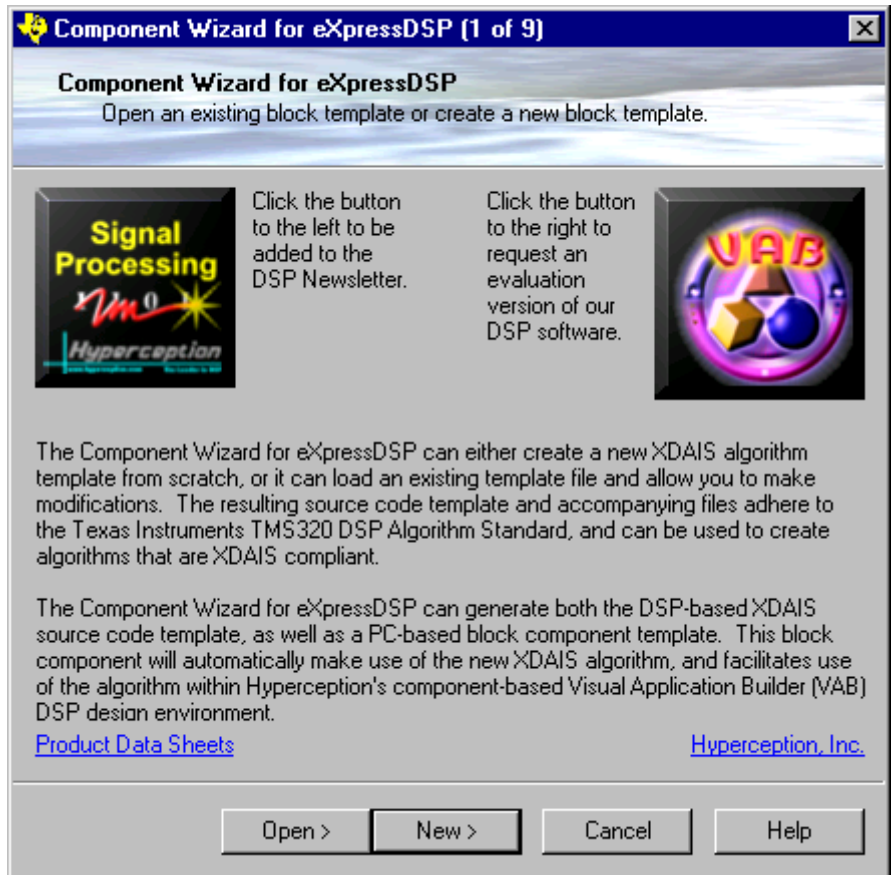 Component Wizard for eXpressDSP (1 of 9)
Component Wizard for eXpressDSP
Open an existing block template or create a new block template.
Signal
Processing
Hyperception
Click the button
to the left to be
added to the
DSP Newsletter.
Click the button
to the right to
request an
evaluation
version of our
DSP software.
VAB
The Component Wizard for eXpressDSP can either create a new XDAIS algorithm
template from scratch, or it can load an existing template file and allow you to make
modifications. The resulting source code template and accompanying files adhere to
the Texas Instruments TMS320 DSP Algorithm Standard, and can be used to create
algorithms that are XDAIS compliant.
The Component Wizard for eXpressDSP can generate both the DSP-based XDAIS
source code template, as well as a PC-based block component template. This block
component will automatically make use of the new XDAIS algorithm, and facilitates use
of the algorithm within Hyperception's component-based Visual Application Builder (VAB)
DSP design environment.
Product Data Sheets
Hyperception, Inc.
Open >
New >
Cancel
Help